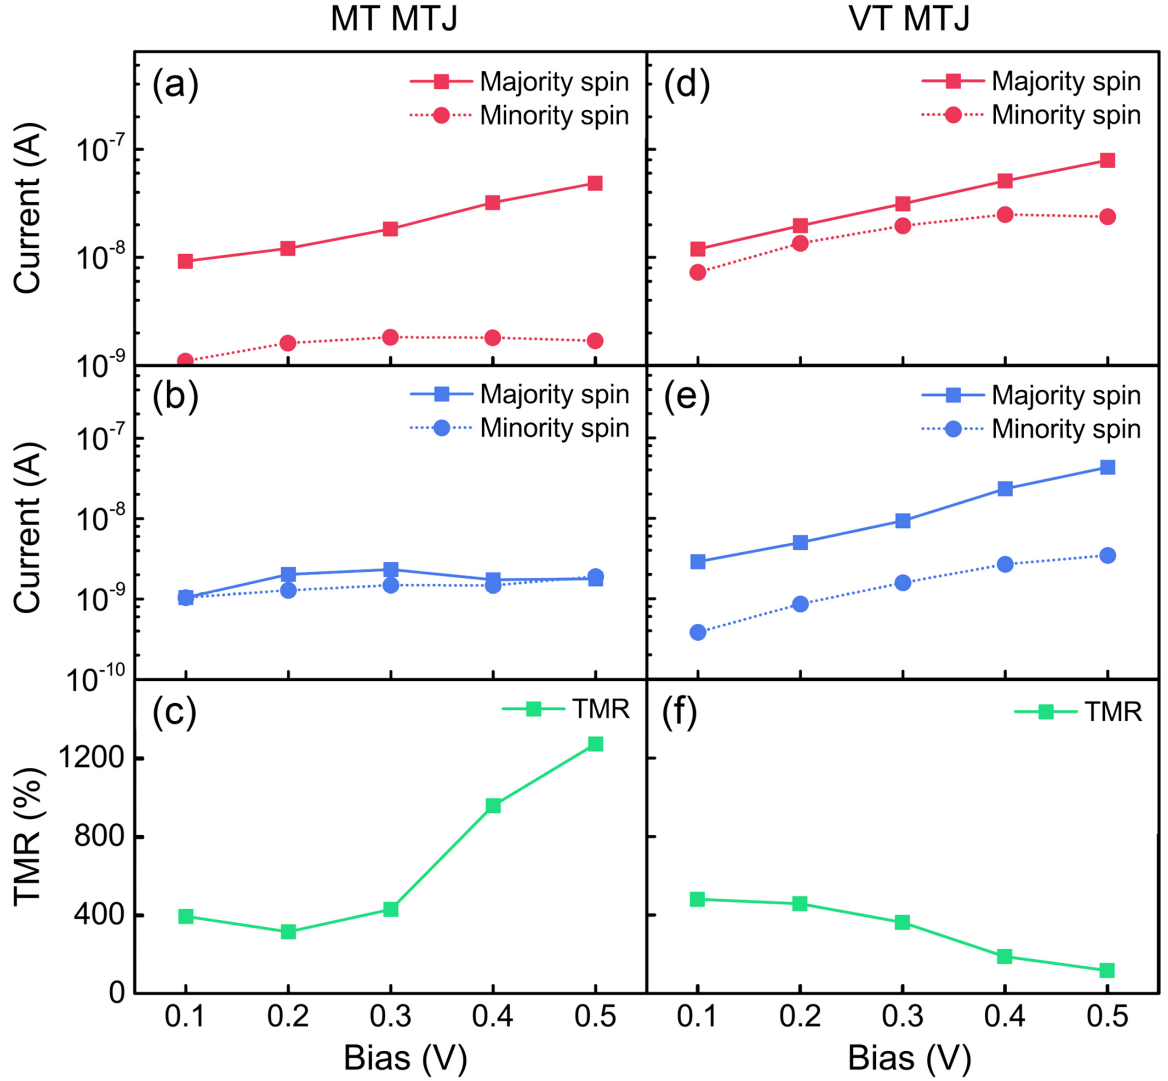 MT MTJ
VT MTJ
(a)
Majority spin
Minority spin
Current (A)
10-7
10-8
10-9
(d)
Majority spin
Minority spin
(b)
Majority spin
Minority spin
Current (A)
10-7
10-8
10-9
10-10
(e)
Majority spin
Minority spin
(c)
TMR
TMR (%)
1200
800
400
0
(f)
TMR
0.1 0.2 0.3 0.4 0.5
0.1 0.2 0.3 0.4 0.5
Bias (V)
Bias (V)